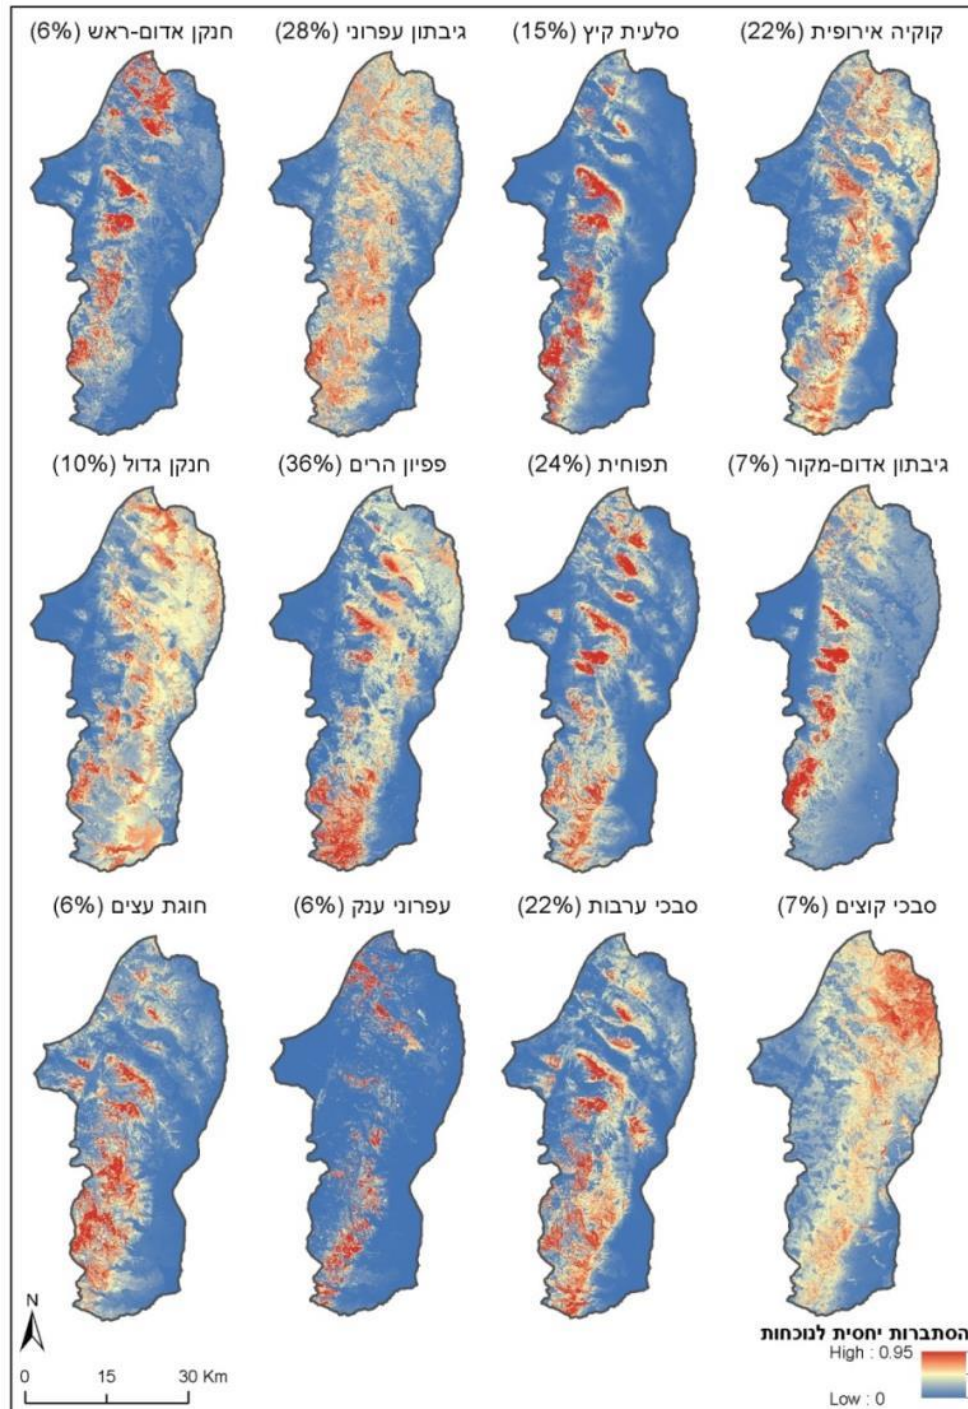 קוקיה אירופית (22%)
סלעית קיץ (15%)
גיבתון עפרוני (28%)
חנקן אדום-ראש (6%)
גיבתון אדום-מקור (7%)
תפוחית (24%)
פפיון הרים (36%)
חנקן גדול (10%)
סבכי קוצים (7%)
סבכי ערבות (22%)
עפרוני ענק (6%)
חוגת עצים (6%)
הסתברות יחסית לנוכחות
High : 0.95
Low : 0
N
0 15 30 Km